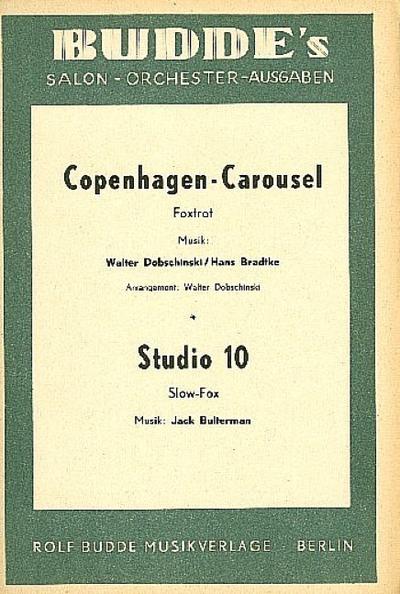 BUDDE's
SALON - ORCHESTER - AUSGABEN
Copenhagen-Carousel
Foxtrot
Musik:
Walter Dobschinski / Hans Bradtke
Arrangement: Walter Dobschinski
*
Studio 10
Slow-Fox
Musik: Jack Bulterman
ROLF BUDDE MUSIKVERLAGE - BERLIN